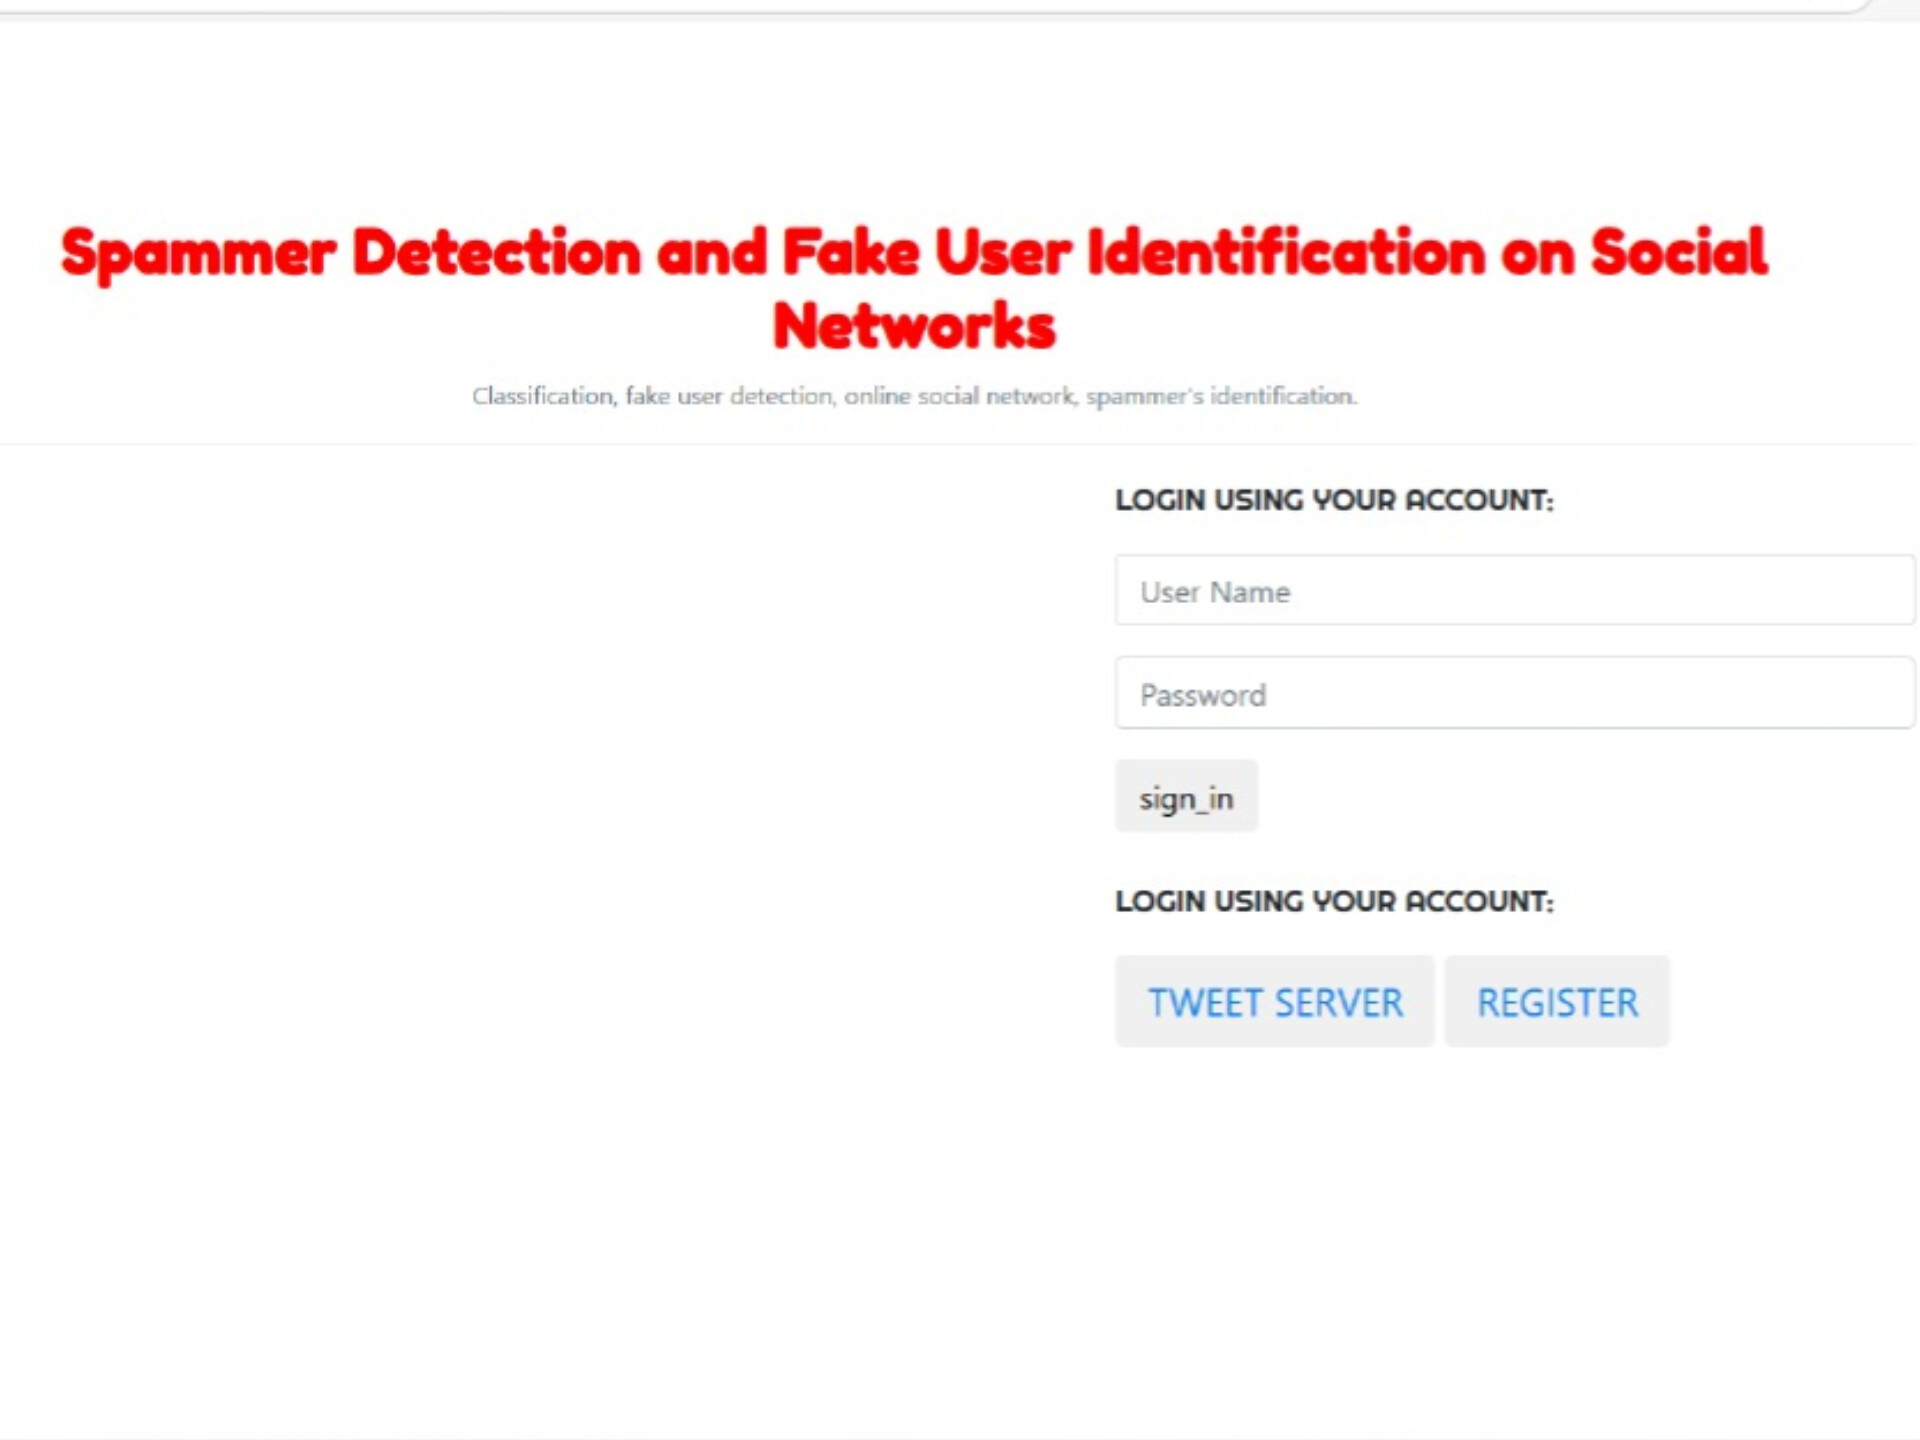 Spammer Detection and Fake User Identification on Social
Networks
Classification, fake user detection, online social network, spammer's identification.
LOGIN USING YOUR ACCOUNT:
User Name
Password
sign_in
LOGIN USING YOUR ACCOUNT:
TWEET SERVER REGISTER